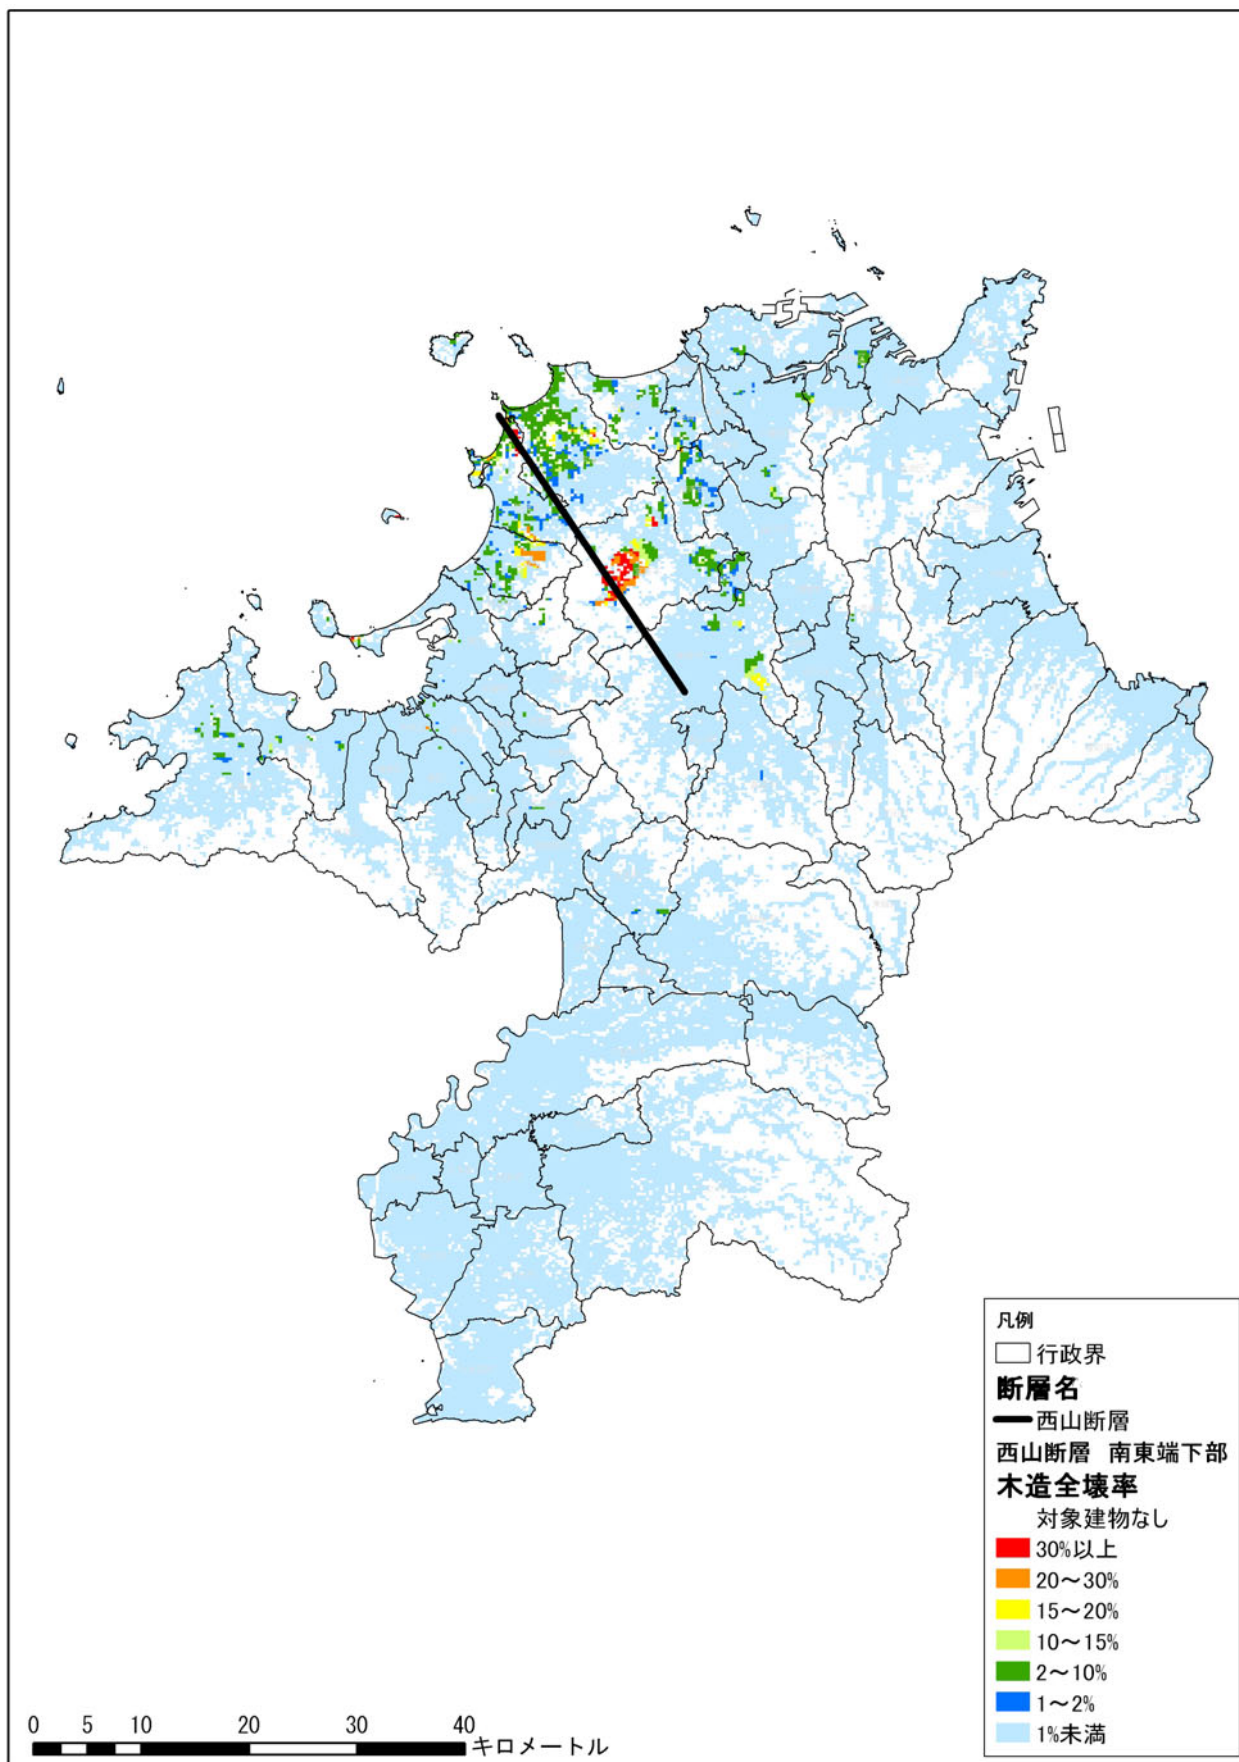 凡例
行政界
断層名
西山断層
西山断層 南東端下部
木造全壊率
対象建物なし
30%以上
20～30%
15～20%
10～15%
2～10%
1～2%
1%未満
0 5 10 20 30 40
キロメートル